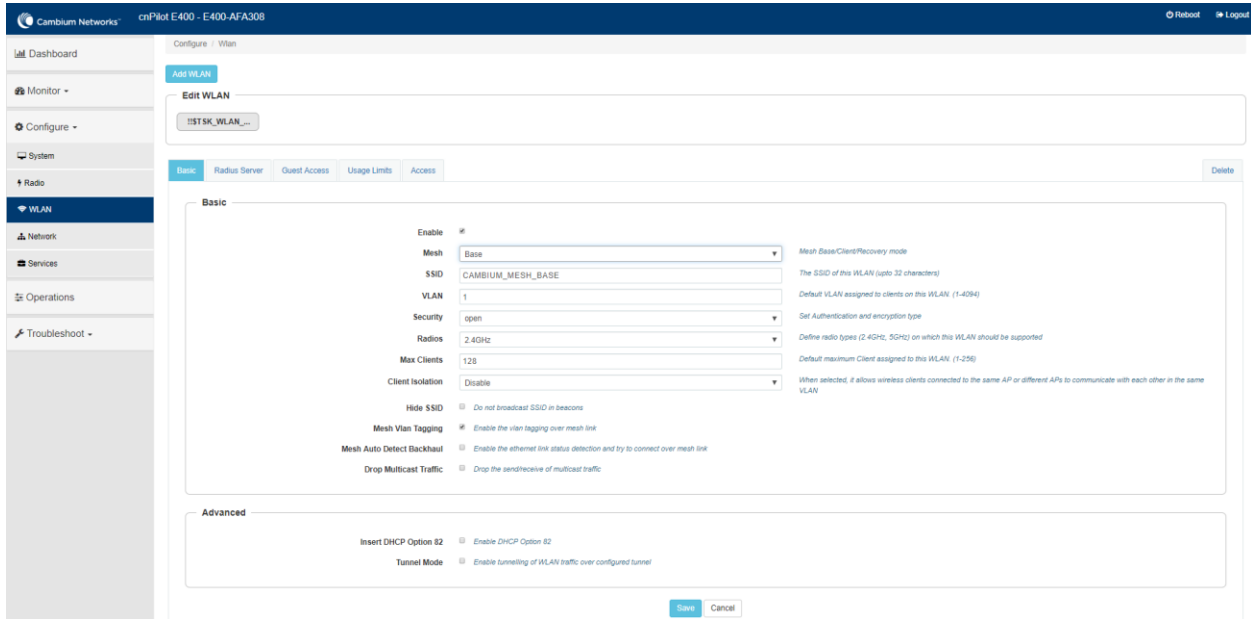 Cambium Networks™ cnPilot E400 - E400-AFA308 Reboot Logout
Dashboard
Monitor
Configure
System
Radio
WLAN
Network
Services
Operations
Troubleshoot
Configure / Wlan
Add WLAN
Edit WLAN
!!$TSK_WLAN_...
Basic Radius Server Guest Access Usage Limits Access Delete
Basic
Enable
Mesh Base Mesh Base/Client/Recovery mode
SSID CAMBIUM_MESH_BASE The SSID of this WLAN (upto 32 characters)
VLAN 1 Default VLAN assigned to clients on this WLAN. (1-4094)
Security open Set Authentication and encryption type
Radios 2.4GHz Define radio types (2.4GHz, 5GHz) on which this WLAN should be supported
Max Clients 128 Default maximum Client assigned to this WLAN. (1-256)
Client Isolation Disable When selected, it allows wireless clients connected to the same AP or different APs to communicate with each other in the same
VLAN
Hide SSID Do not broadcast SSID in beacons
Mesh Vlan Tagging Enable the vlan tagging over mesh link
Mesh Auto Detect Backhaul Enable the ethernet link status detection and try to connect over mesh link
Drop Multicast Traffic Drop the send/receive of multicast traffic
Advanced
Insert DHCP Option 82 Enable DHCP Option 82
Tunnel Mode Enable tunnelling of WLAN traffic over configured tunnel
Save Cancel